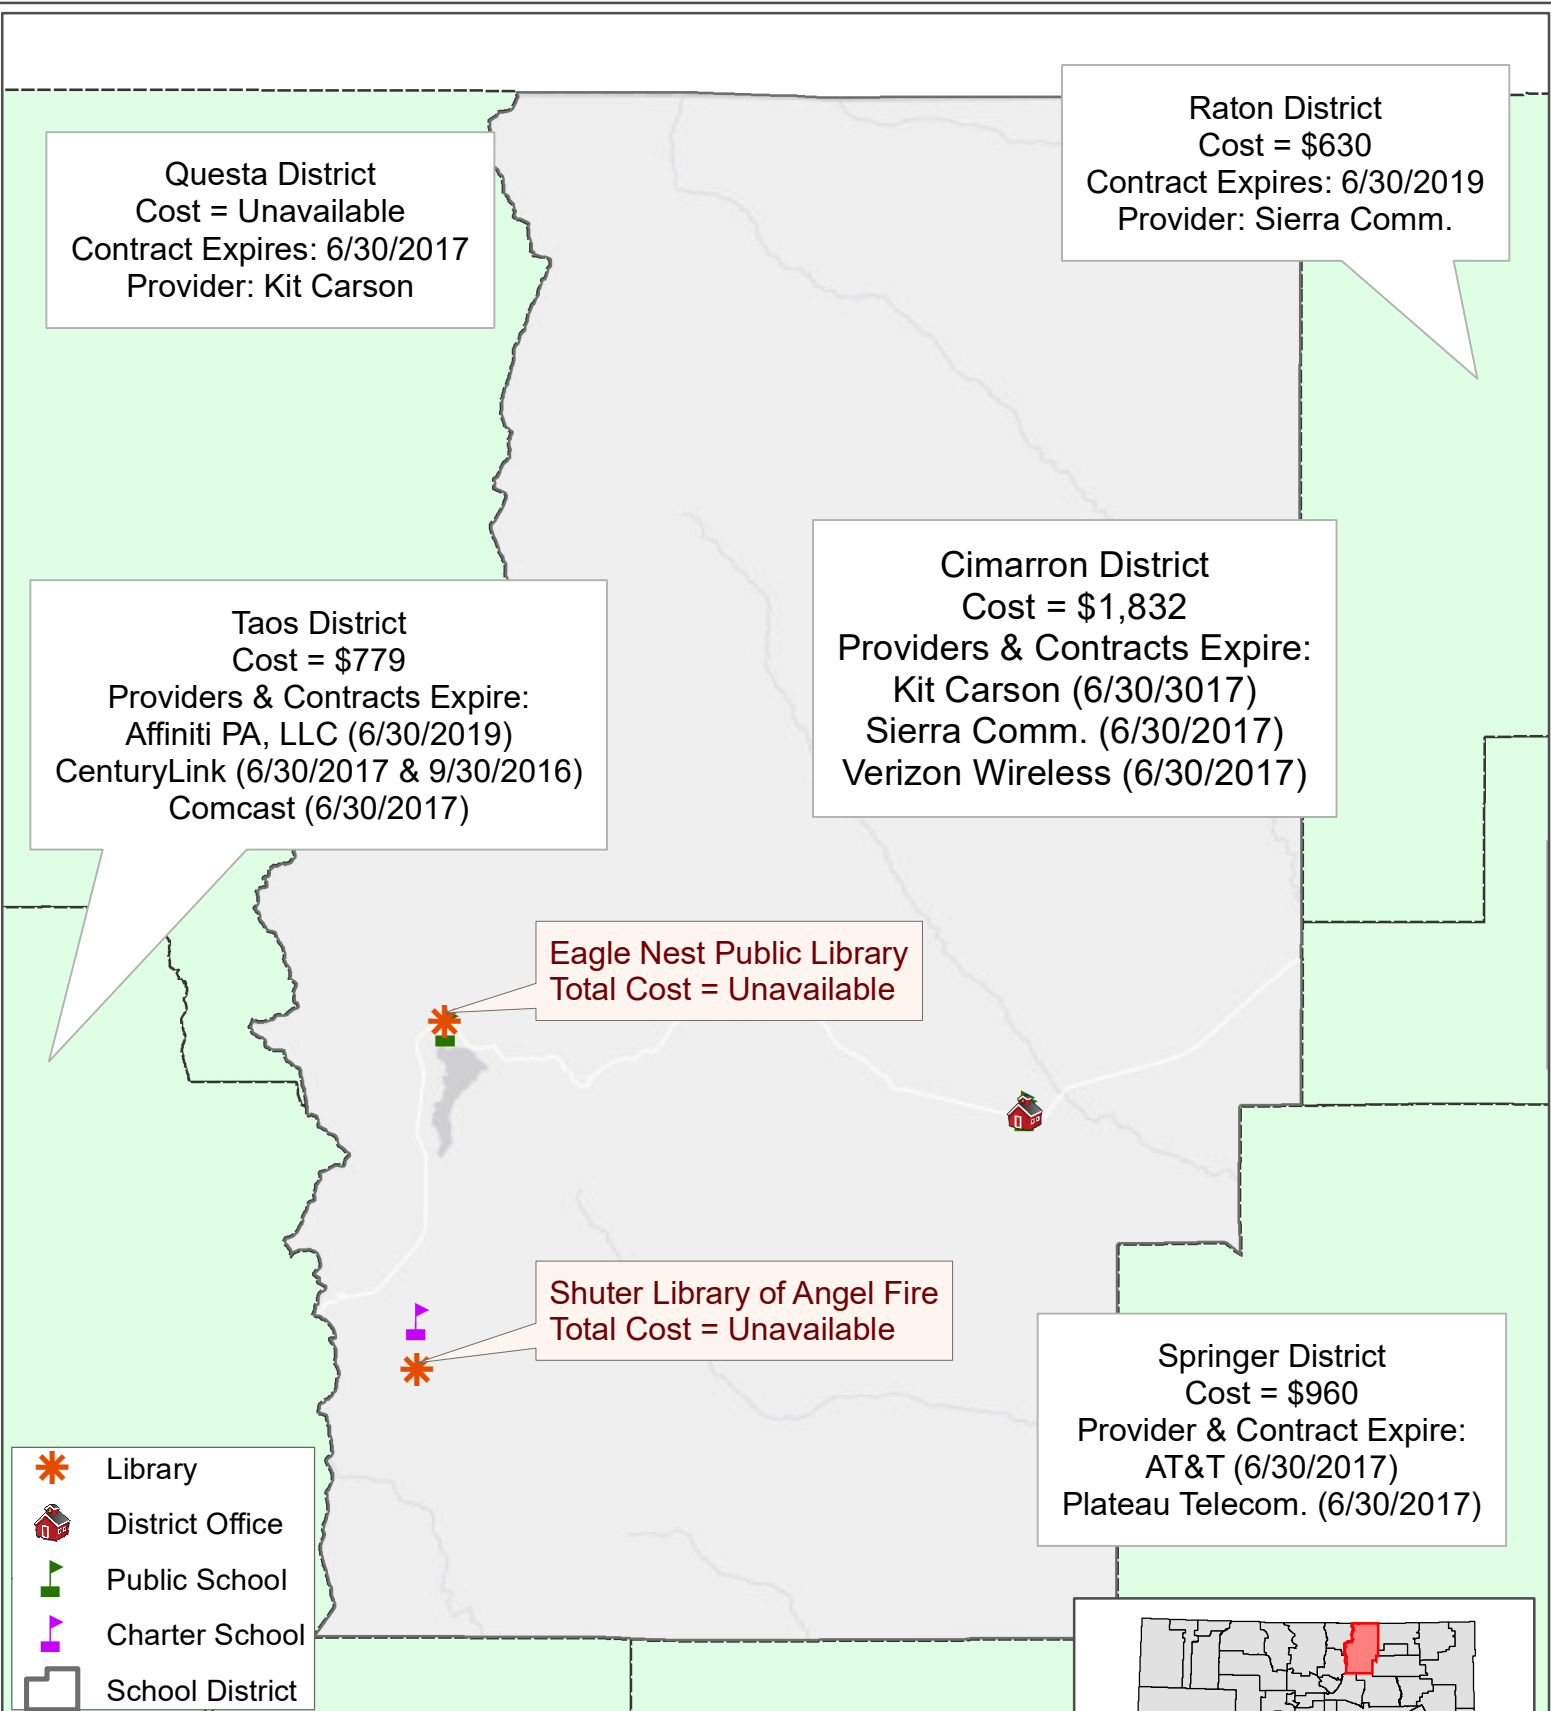 Questa District
Cost = Unavailable
Contract Expires: 6/30/2017
Provider: Kit Carson
Raton District
Cost = $630
Contract Expires: 6/30/2019
Provider: Sierra Comm.
Cimarron District
Cost = $1,832
Providers & Contracts Expire:
Kit Carson (6/30/3017)
Sierra Comm. (6/30/2017)
Verizon Wireless (6/30/2017)
Taos District
Cost = $779
Providers & Contracts Expire:
Affiniti PA, LLC (6/30/2019)
CenturyLink (6/30/2017 & 9/30/2016)
Comcast (6/30/2017)
Eagle Nest Public Library
Total Cost = Unavailable
Shuter Library of Angel Fire
Total Cost = Unavailable
Springer District
Cost = $960
Provider & Contract Expire:
AT&T (6/30/2017)
Plateau Telecom. (6/30/2017)
Library
District Office
Public School
Charter School
School District